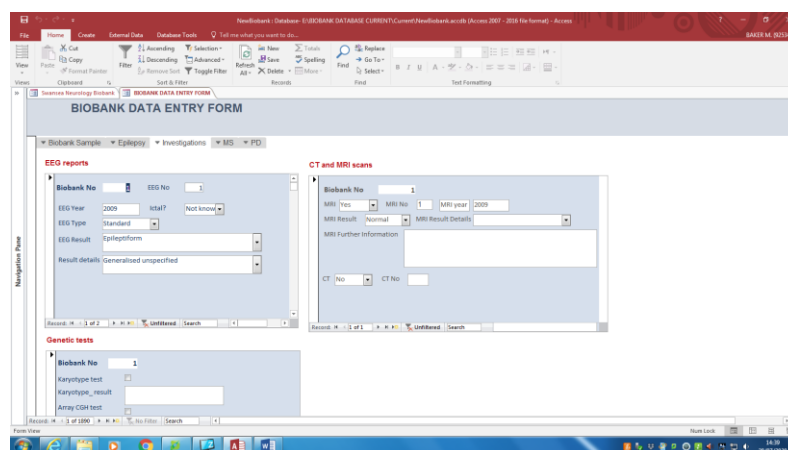 NewBiobank : Database- E:\BIOBANK DATABASE CURRENT\Current\NewBiobank.accdb (Access 2007 - 2016 file format) - Access
File Home Create External Data Database Tools Tell me what you want to do... BAKER M. (9253
View Paste Cut Copy Format Painter
Filter Ascending Descending Remove Sort Selection Advanced Toggle Filter
Refresh All New Save Delete Totals Spelling More
Find Replace Go To Select
Views Clipboard Sort & Filter Records Find Text Formatting
Swansea Neurology Biobank BIOBANK DATA ENTRY FORM
BIOBANK DATA ENTRY FORM
Biobank Sample Epilepsy Investigations MS PD
EEG reports
Biobank No 1 EEG No 1
EEG Year 2009 Ictal? Not know
EEG Type Standard
EEG Result Epileptiform
Result details Generalised unspecified
Record: 1 of 2 Unfiltered Search
CT and MRI scans
Biobank No 1
MRI Yes MRI No 1 MRI year 2009
MRI Result Normal MRI Result Details
MRI Further Information
CT No CT No
Record: 1 of 1 Unfiltered Search
Genetic tests
Biobank No 1
Karyotype test
Karyotype_result
Array CGH test
Record: 1 of 1890 No Filter Search
Navigation Pane
Form View Num Lock
14:39